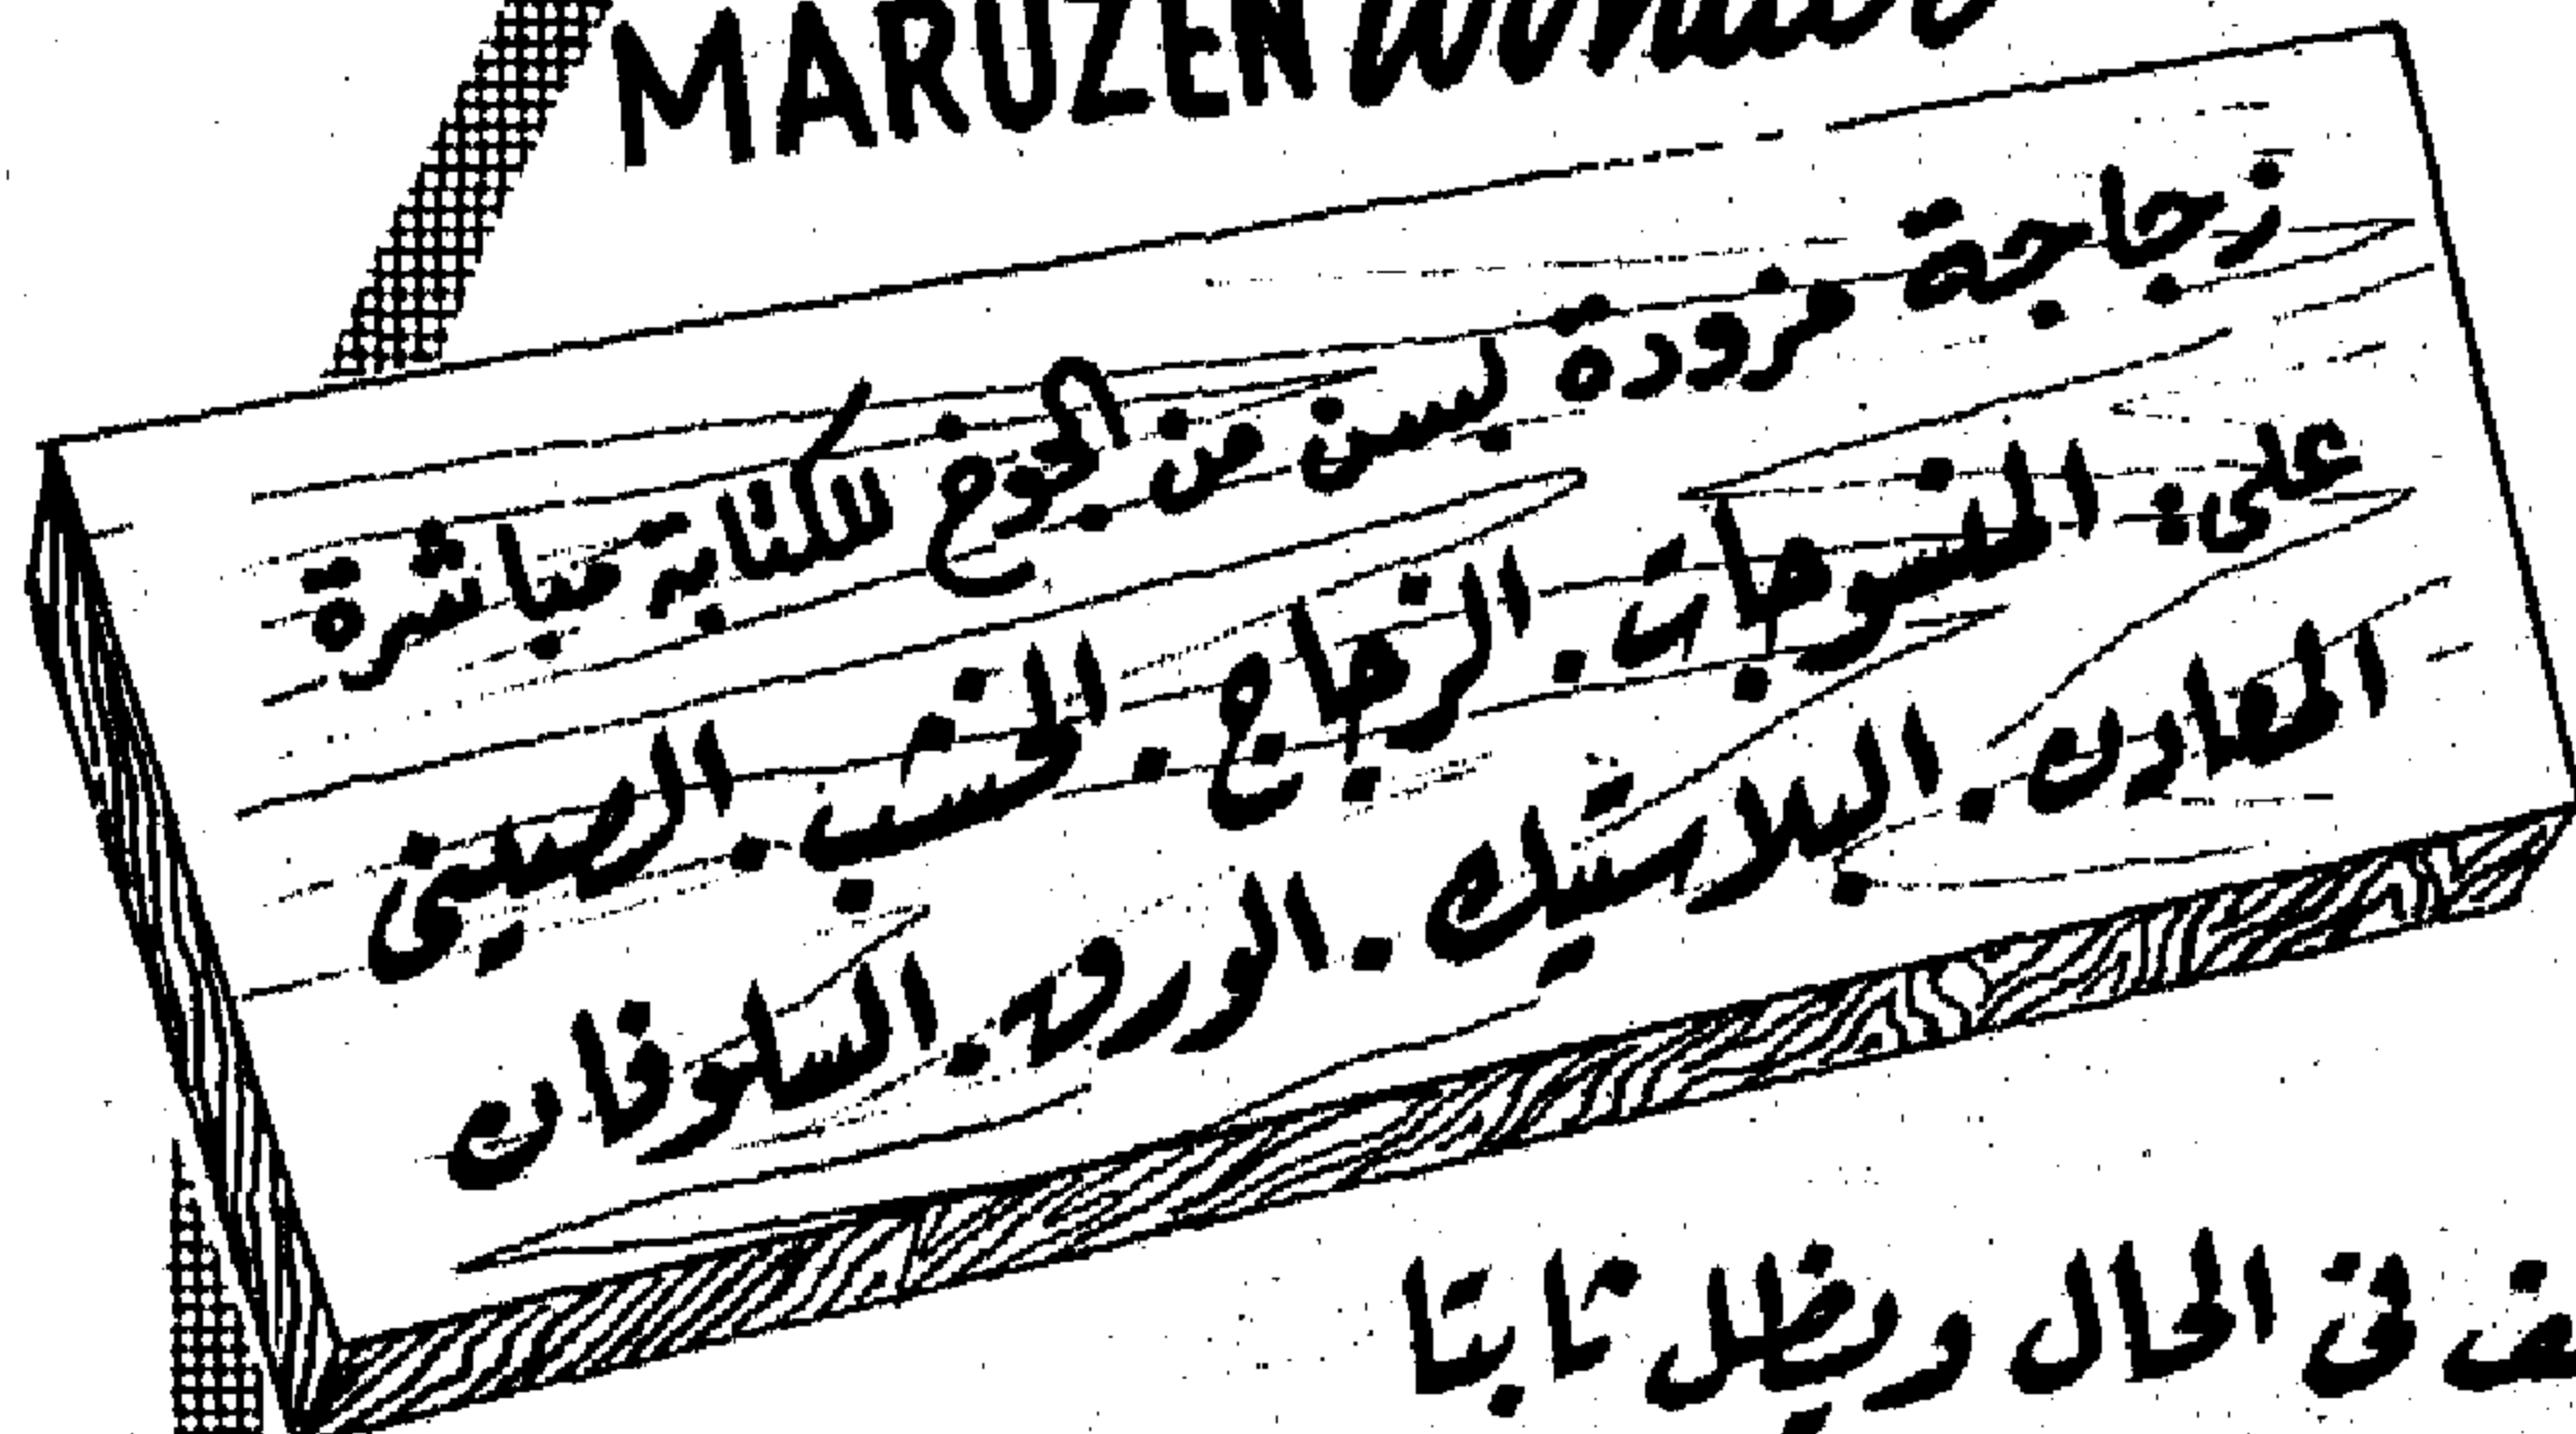 MARUZEN
زجاجة مزودة بسن من الجوخ للكتابة مباشرة
على: المنسوجات. الزجاج. الخشب. الصينى
المعادن. البلاستيك. الورق. السلوفان
فى الحال ويظل ثابتا